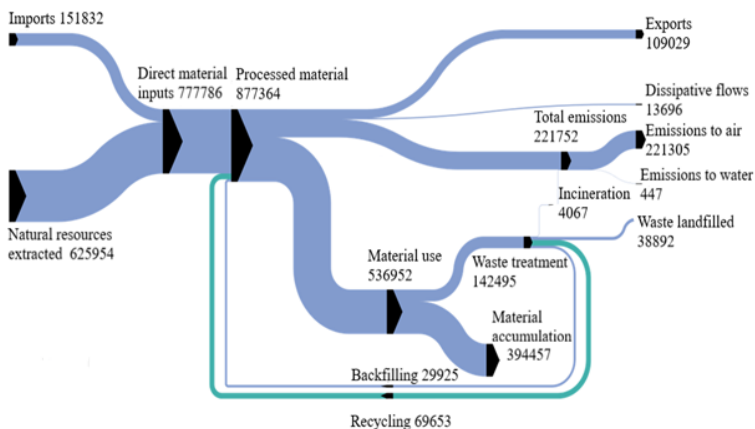 Imports 151832
Exports
109029
Direct material
inputs 777786
Processed material
877364
Dissipative flows
13696
Total emissions
221752
Emissions to air
221305
Emissions to water
447
Incineration
4067
Waste landfilled
38892
Natural resources
extracted 625954
Material use
536952
Waste treatment
142495
Material
accumulation
394457
Backfilling 29925
Recycling 69653